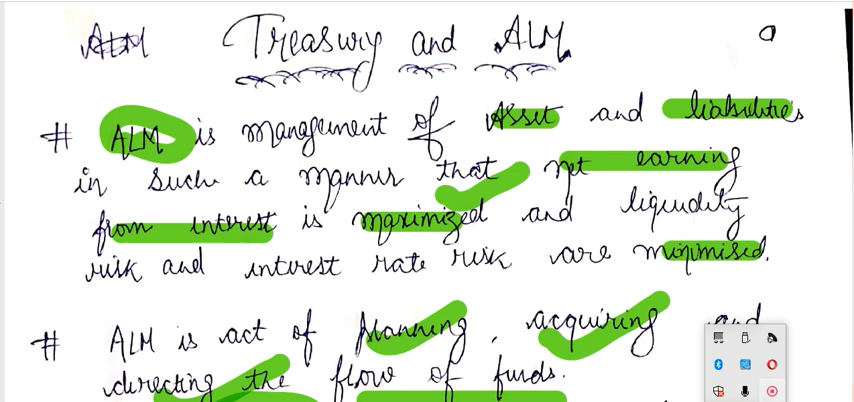 ALM Treasury and ALM
# ALM is management of Asset and liabilities
in such a manner that net earning
from interest is maximized and liquidity
risk and interest rate risk are minimised.
# ALM is act of planning, acquiring and
directing the flow of funds.